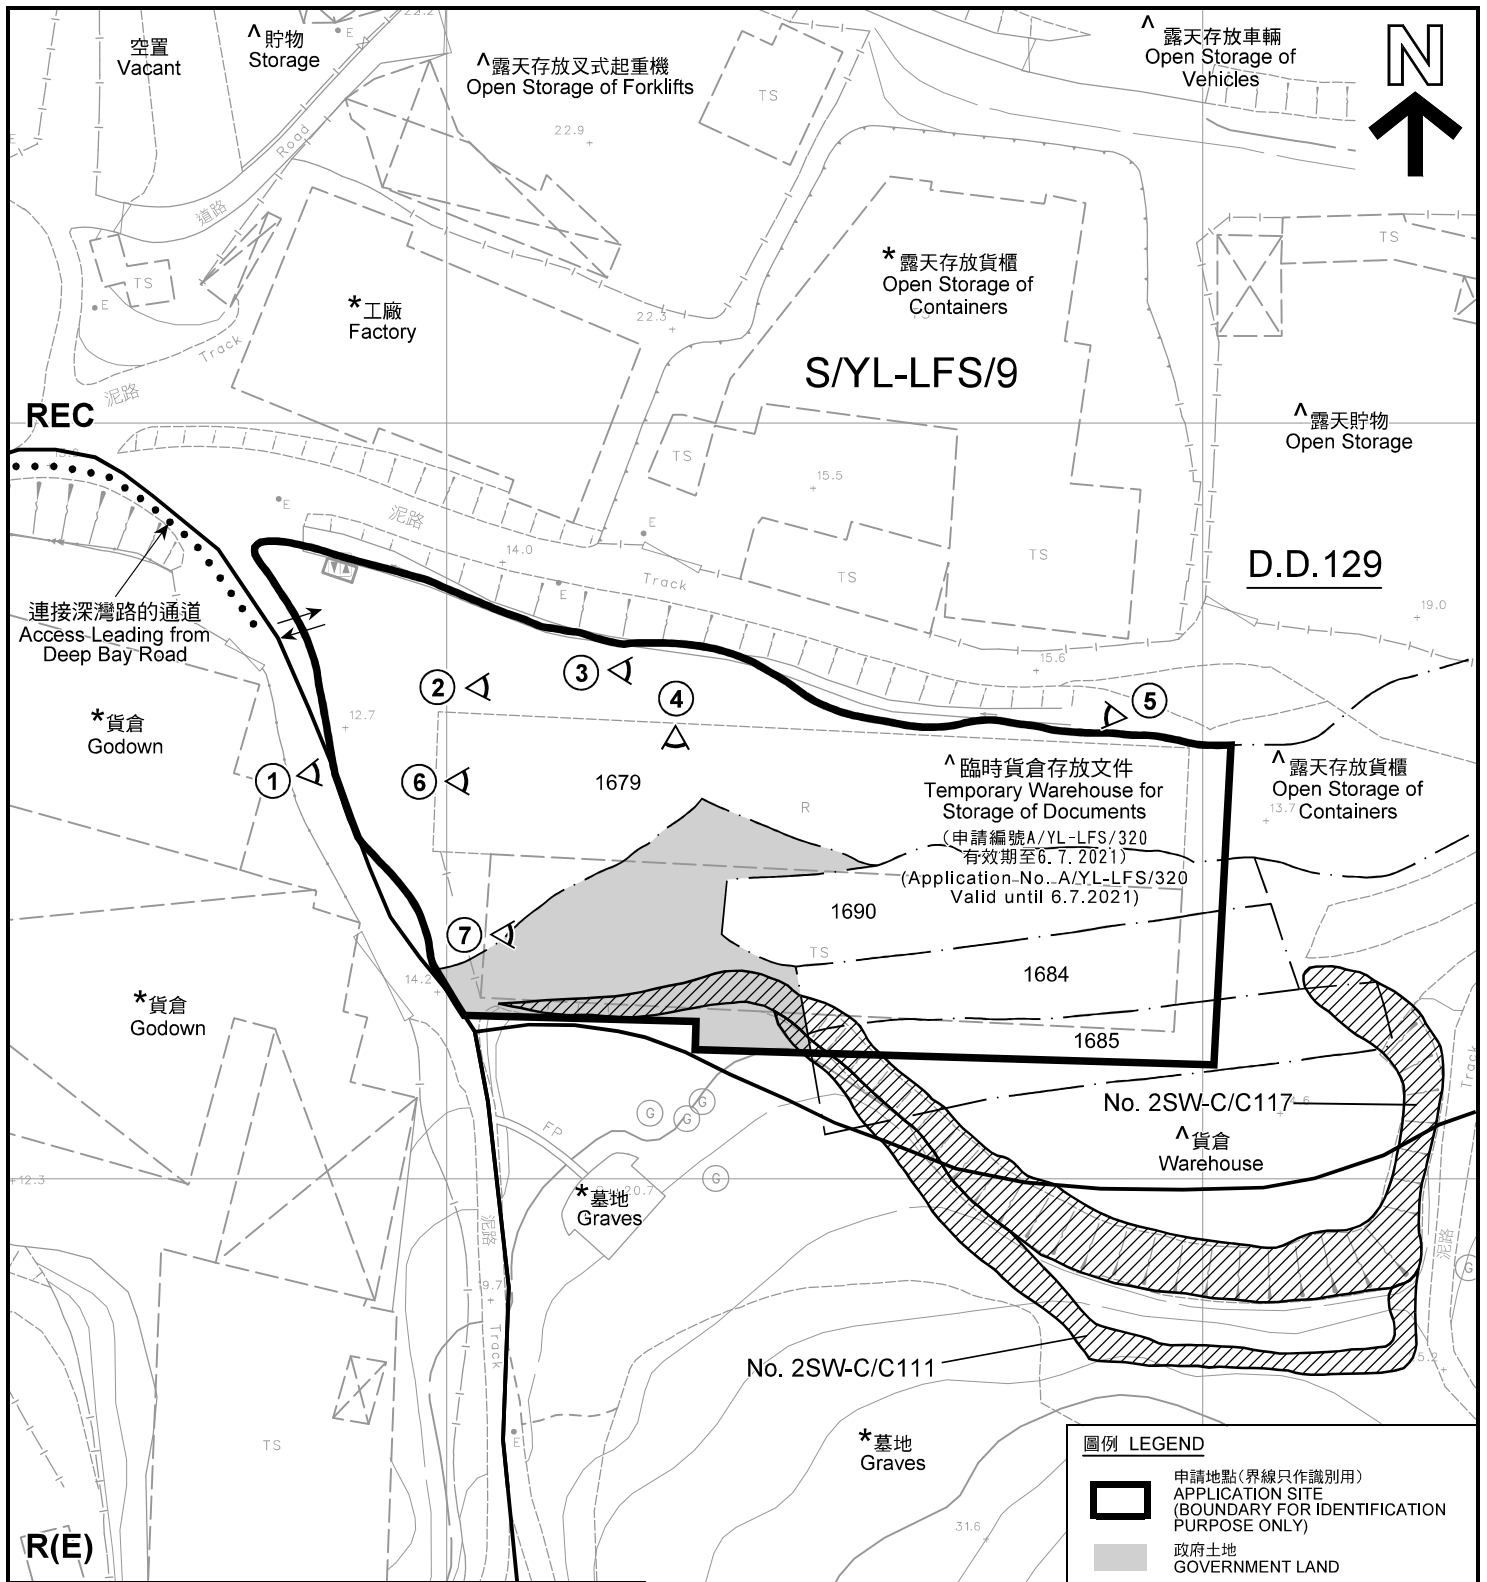 空置
Vacant
^ 貯物
Storage
^ 露天存放叉式起重機
Open Storage of Forklifts
^ 露天存放車輛
Open Storage of
Vehicles
N
22.2
E
TS
22.9
E
Road
道路
TS
E
Track
泥路
* 工廠
Factory
22.3
* 露天存放貨櫃
Open Storage of
Containers
TS
S/YL-LFS/9
REC
^ 露天貯物
Open Storage
TS
15.5
E
泥路
E
14.0
Track
E
TS
TS
D.D.129
19.0
15.6
連接深灣路的通道
Access Leading from
Deep Bay Road
* 貨倉
Godown
12.7
1
2
3
4
5
6
7
1679
R
^ 臨時貨倉存放文件
Temporary Warehouse for
Storage of Documents
(申請編號A/YL-LFS/320
有效期至6.7.2021)
(Application No. A/YL-LFS/320
Valid until 6.7.2021)
^ 露天存放貨櫃
Open Storage of
Containers
13.7
1690
TS
1684
1685
14.2
* 貨倉
Godown
No. 2SW-C/C117
^ 貨倉
Warehouse
G
G
G
G
FP
12.3
* 墓地
Graves
20.7
泥路
9.7
Track
Track
泥路
G
No. 2SW-C/C111
5.2
TS
E
* 墓地
Graves
31.6
R(E)
圖例 LEGEND
申請地點(界線只作識別用)
APPLICATION SITE
(BOUNDARY FOR IDENTIFICATION
PURPOSE ONLY)
政府土地
GOVERNMENT LAND